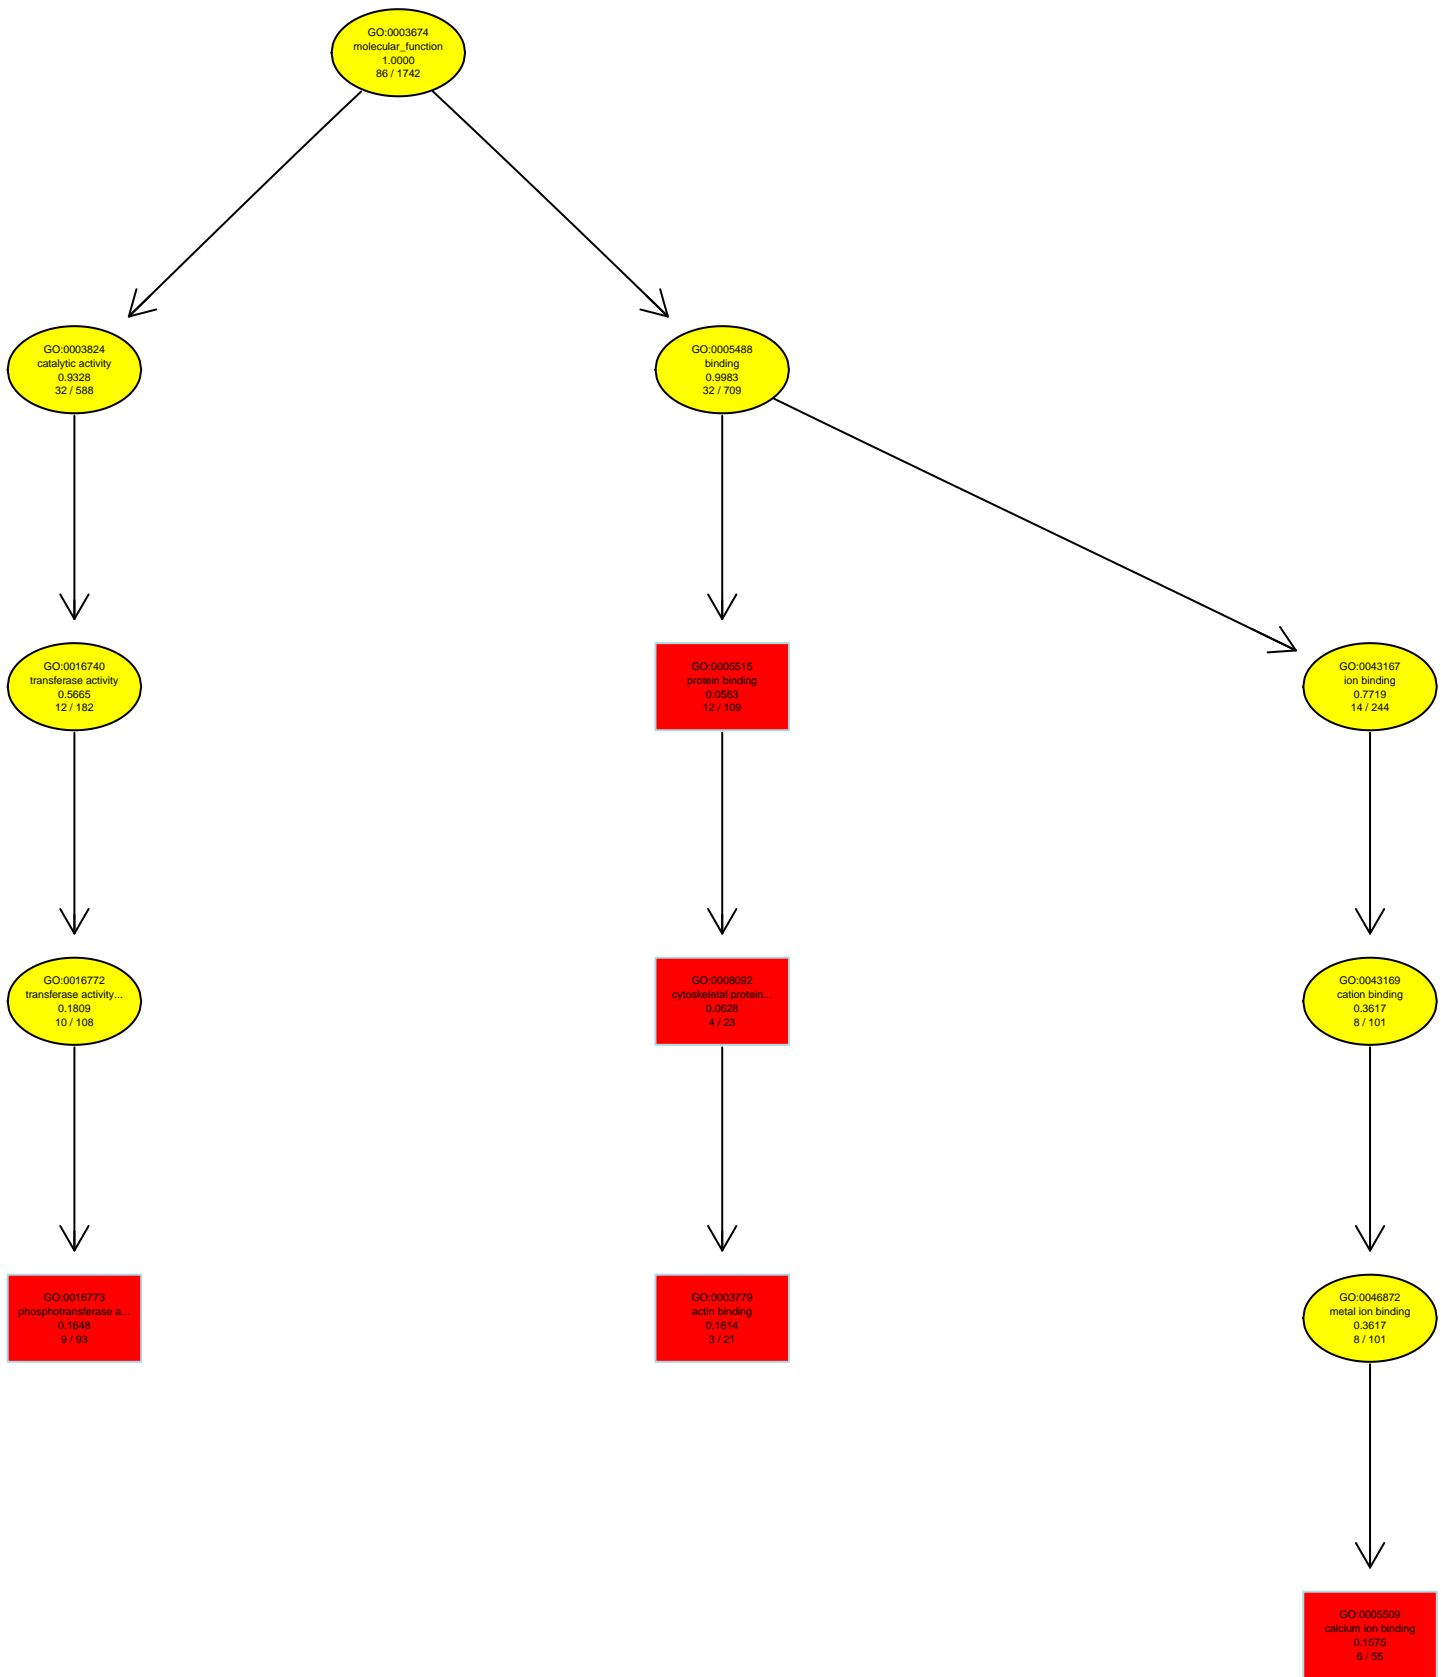 GO:0003674
molecular_function
1.0000
86 / 1742
GO:0003824
catalytic activity
0.9328
32 / 588
GO:0005488
binding
0.9983
32 / 709
GO:0016740
transferase activity
0.5665
12 / 182
GO:0005515
protein binding
0.0563
12 / 109
GO:0043167
ion binding
0.7719
14 / 244
GO:0016772
transferase activity...
0.1809
10 / 108
GO:0008092
cytoskeletal protein...
0.0628
4 / 23
GO:0043169
cation binding
0.3617
8 / 101
GO:0016773
phosphotransferase a...
0.1648
9 / 93
GO:0003779
actin binding
0.1614
3 / 21
GO:0046872
metal ion binding
0.3617
8 / 101
GO:0005509
calcium ion binding
0.1575
6 / 55